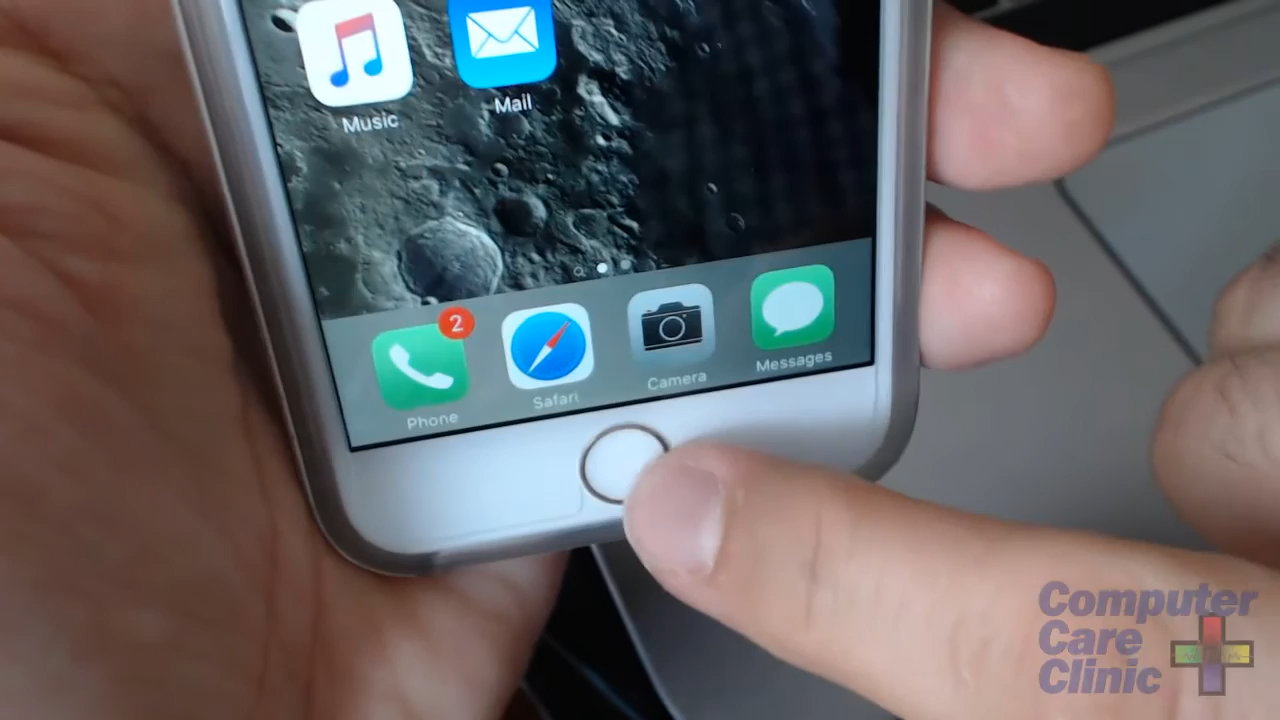 Music
Mail
2
Phone
Safari
Camera
Messages
Computer
Care
Clinic